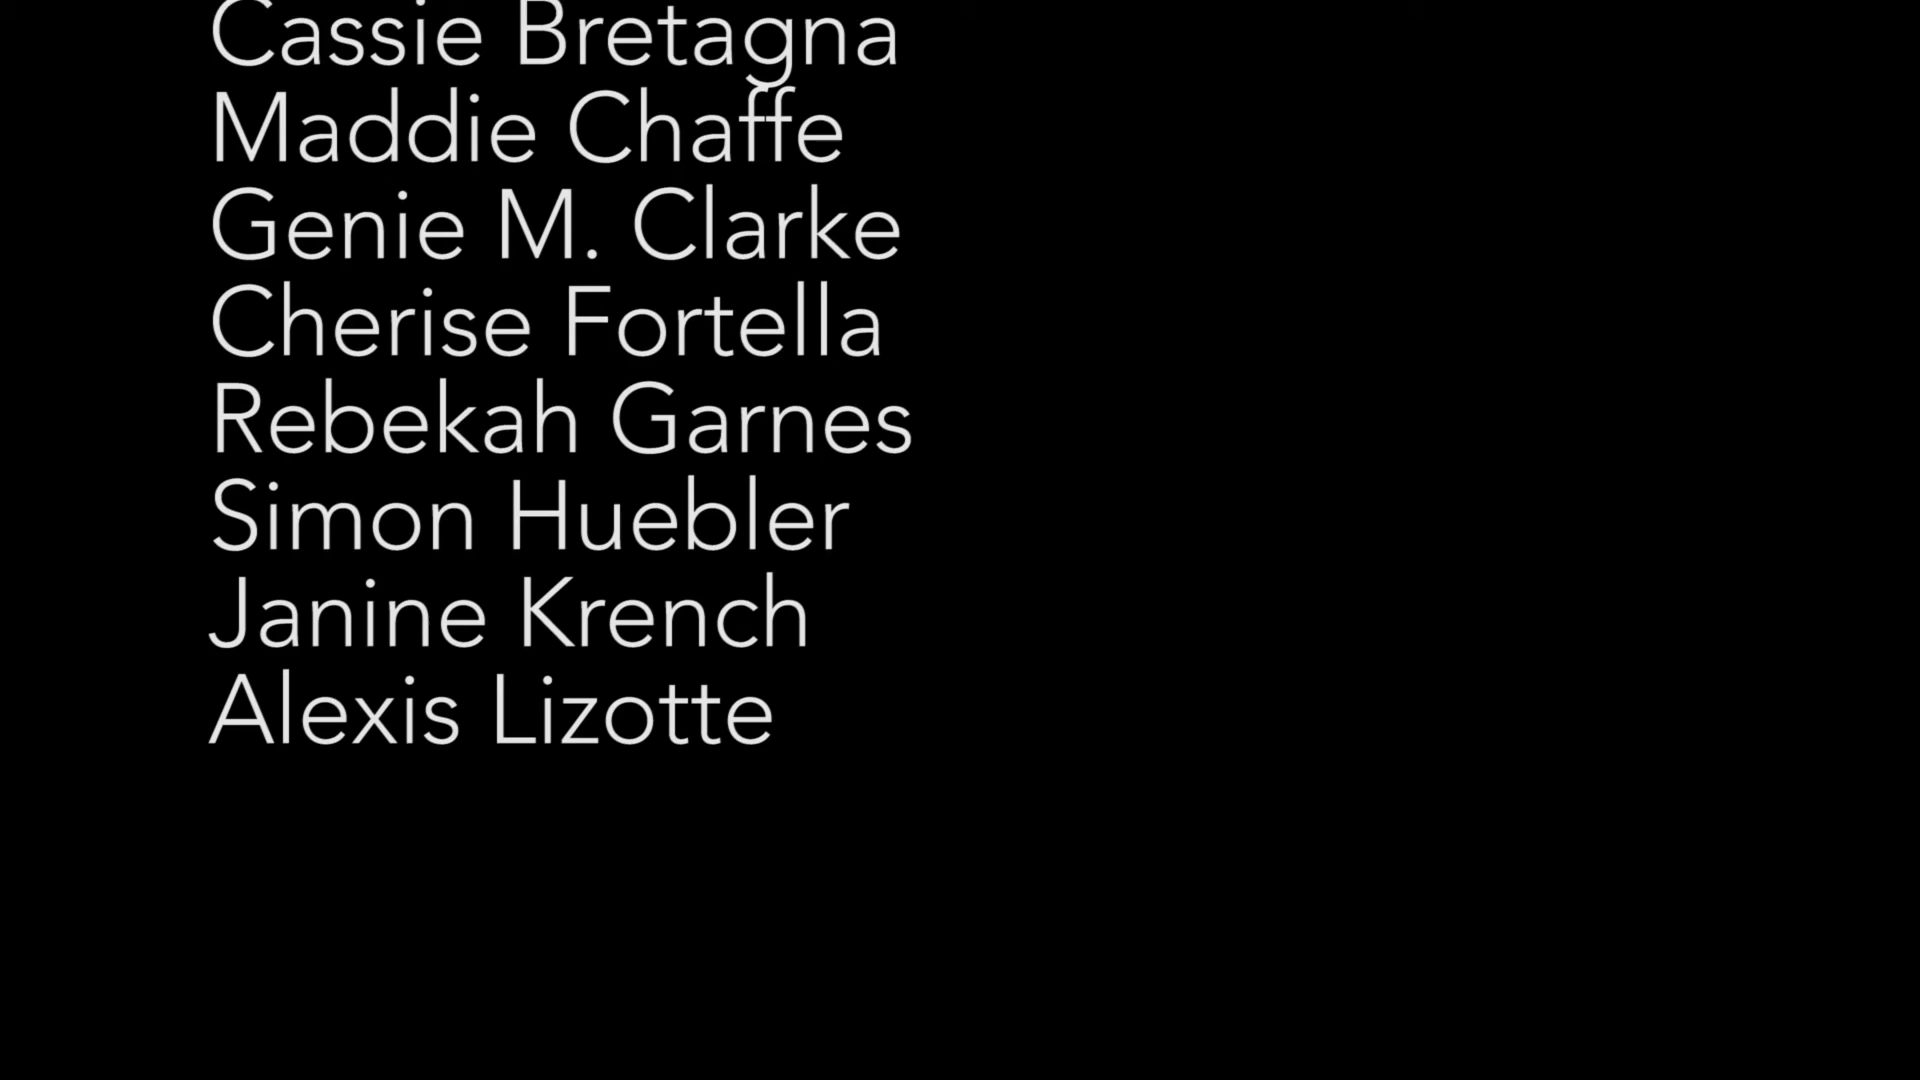 Cassie Bretagna
Maddie Chaffe
Genie M. Clarke
Cherise Fortella
Rebekah Garnes
Simon Huebler
Janine Krench
Alexis Lizotte